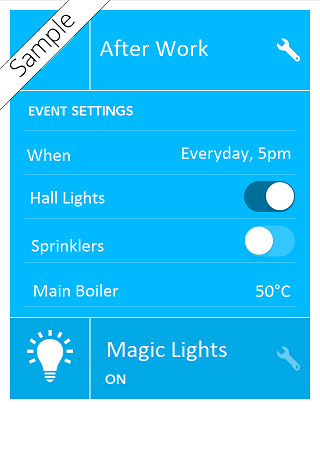 Sample
After Work
EVENT SETTINGS
When Everyday, 5pm
Hall Lights
Sprinklers
Main Boiler 50°C
Magic Lights
ON